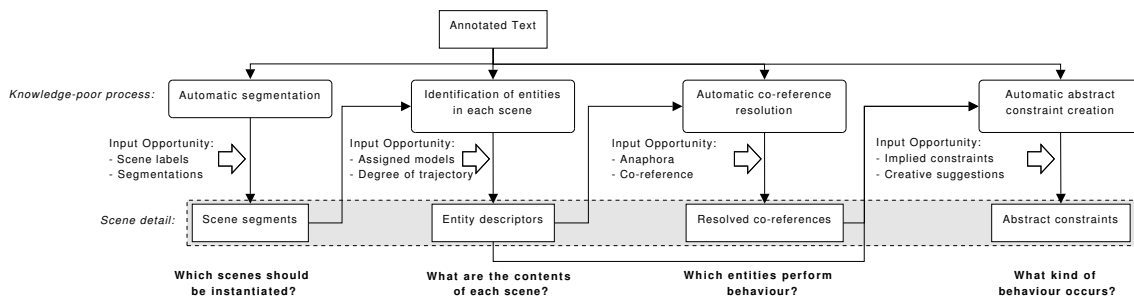 Annotated Text
Knowledge-poor process:
Automatic segmentation
Identification of entities
in each scene
Automatic co-reference
resolution
Automatic abstract
constraint creation
Input Opportunity:
- Scene labels
- Segmentations
Input Opportunity:
- Assigned models
- Degree of trajectory
Input Opportunity:
- Anaphora
- Co-reference
Input Opportunity:
- Implied constraints
- Creative suggestions
Scene detail:
Scene segments
Entity descriptors
Resolved co-references
Abstract constraints
Which scenes should
be instantiated?
What are the contents
of each scene?
Which entities perform
behaviour?
What kind of
behaviour occurs?